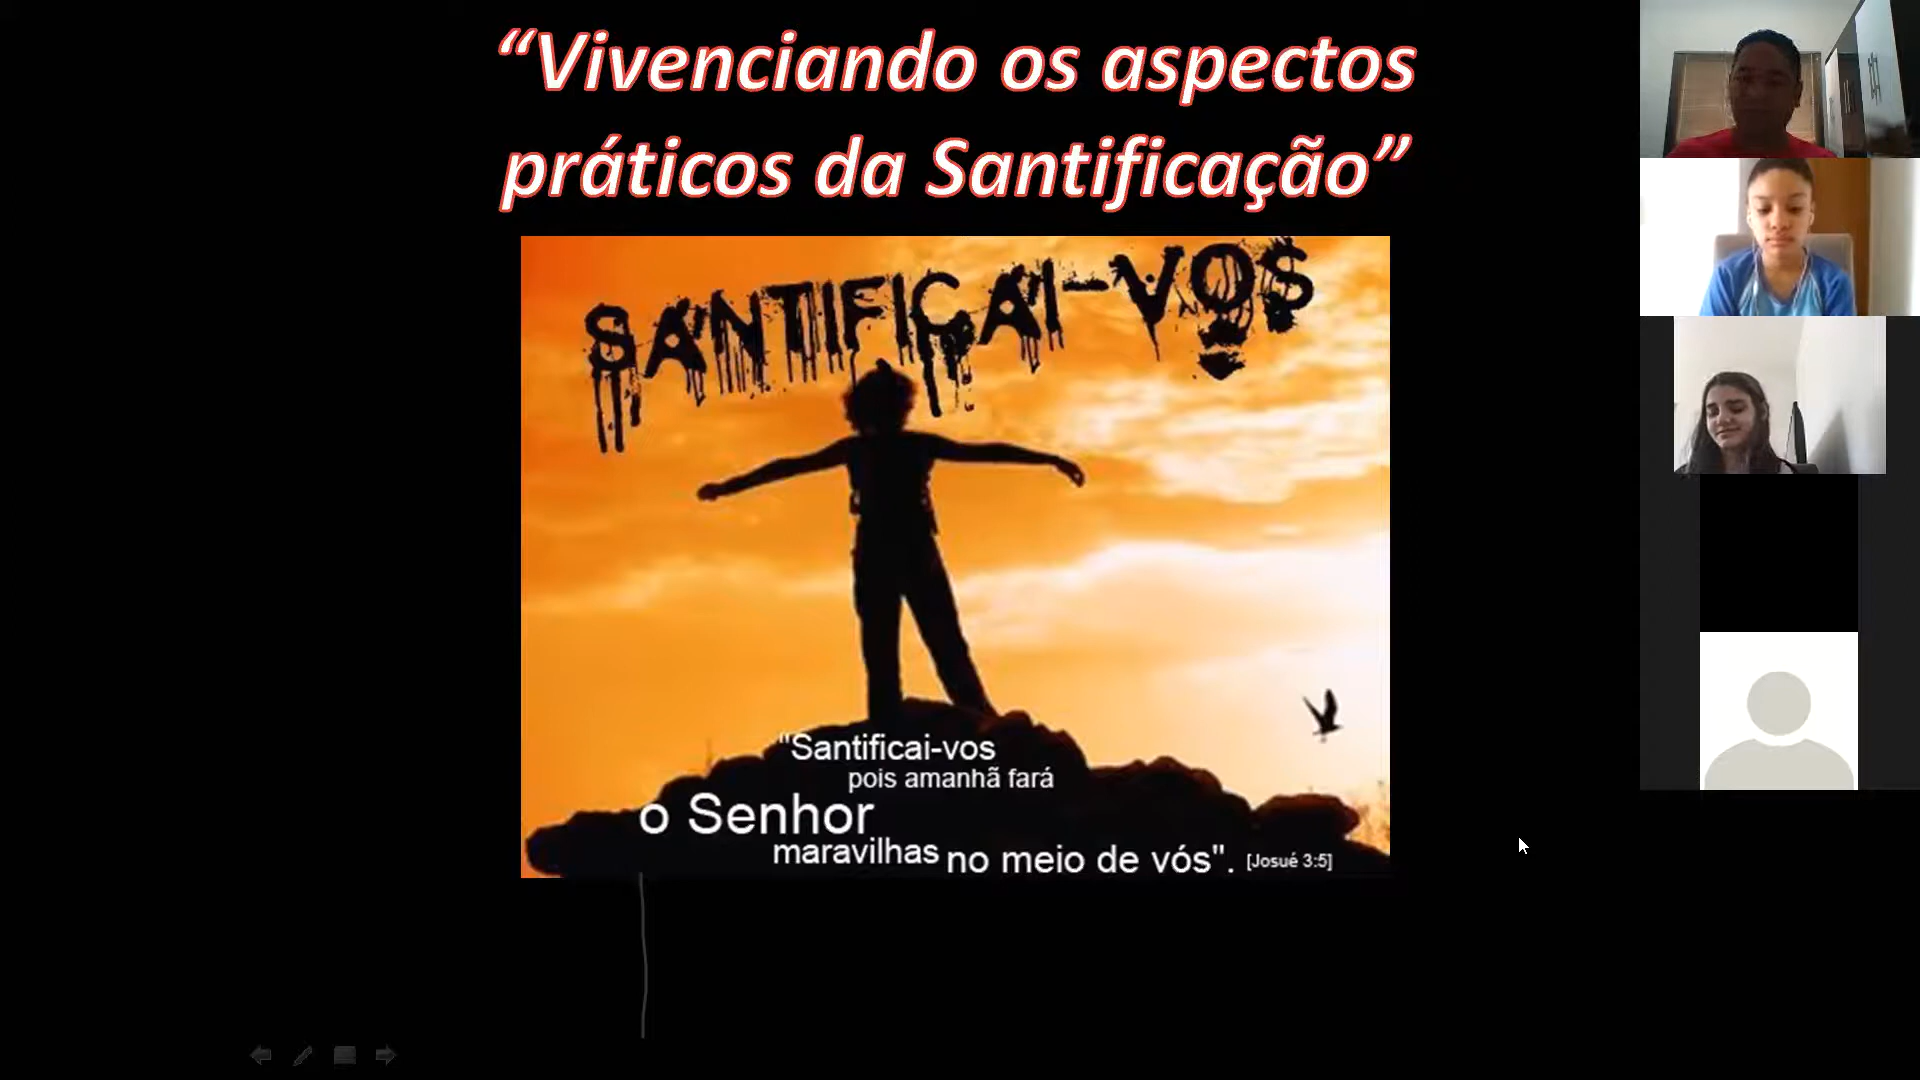 “Vivenciando os aspectos
práticos da Santificação”
SANTIFICAI-VOS
"Santificai-vos
pois amanhã fará
o Senhor
maravilhas no meio de vós". [Josué 3:5]